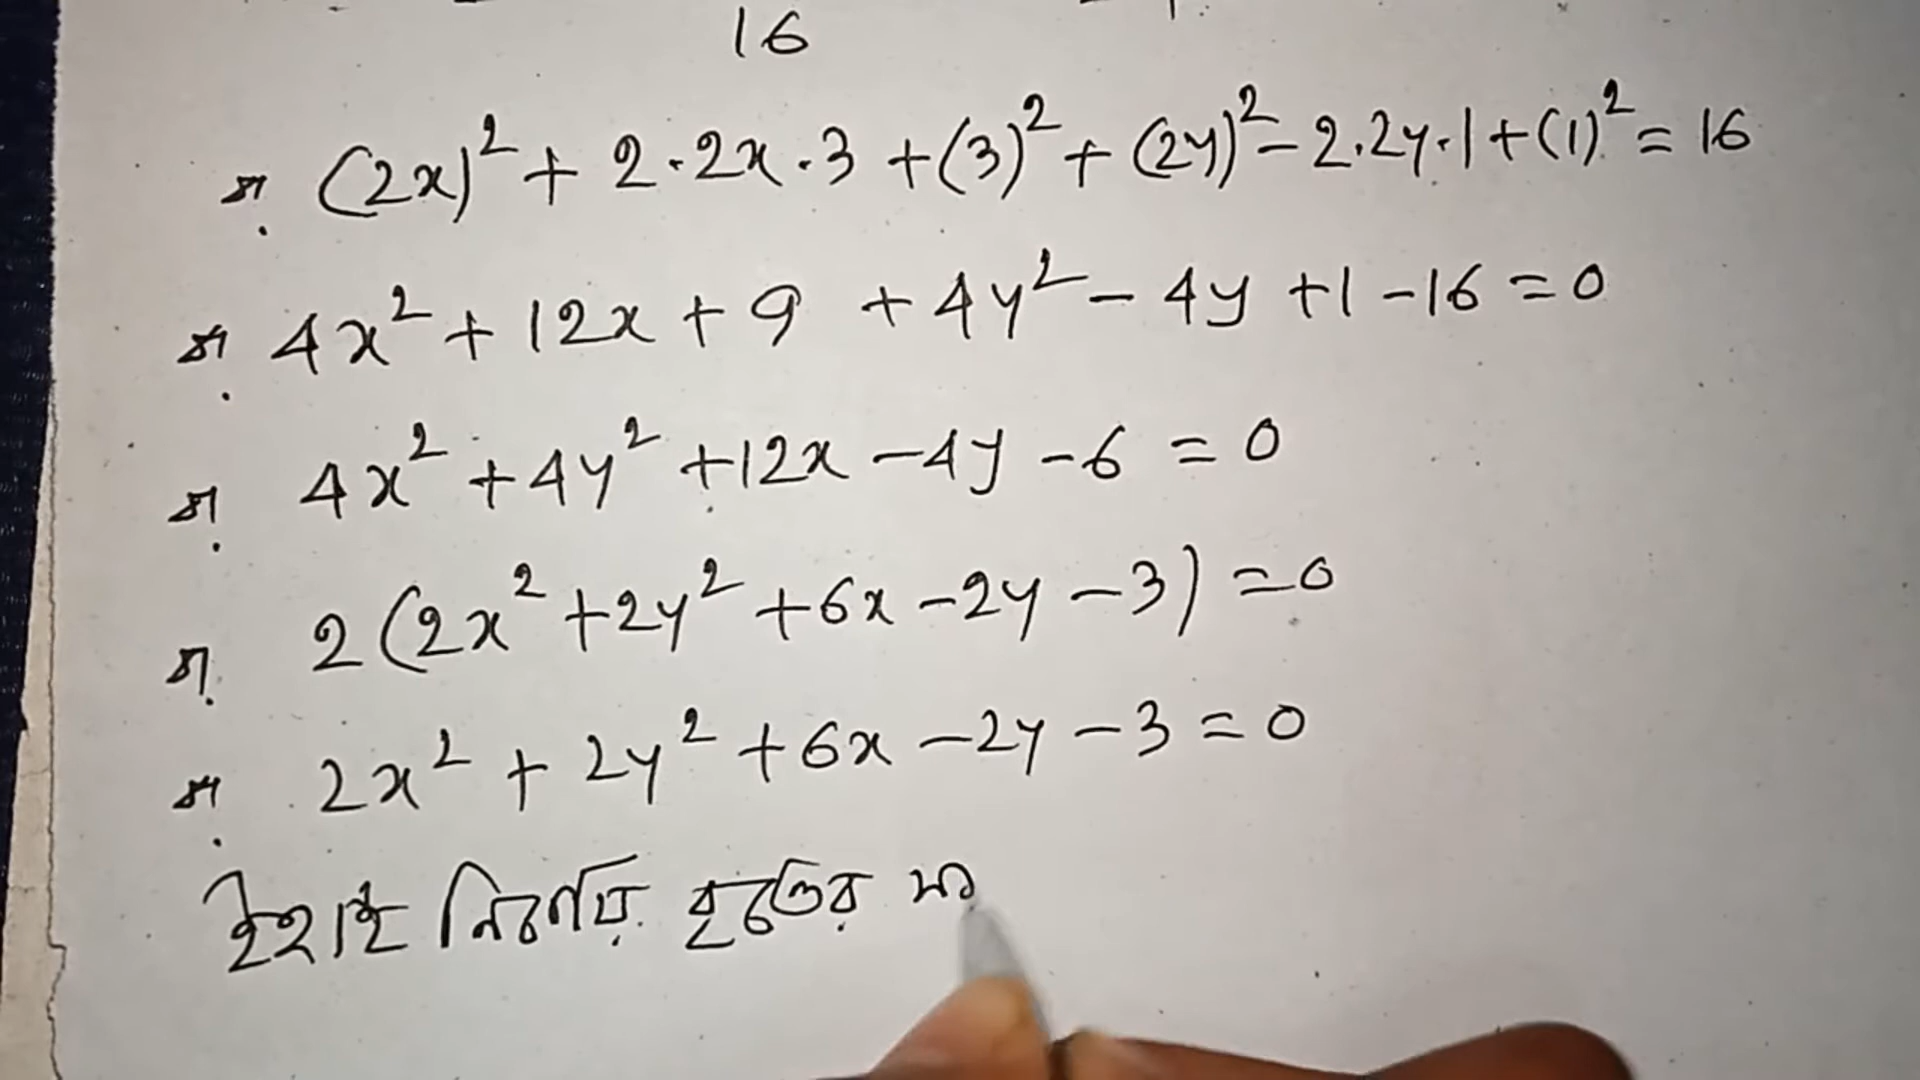 16
বা, (2x)² + 2·2x·3 + (3)² + (2y)² - 2·2y·1 + (1)² = 16
বা, 4x² + 12x + 9 + 4y² - 4y + 1 - 16 = 0
বা, 4x² + 4y² + 12x - 4y - 6 = 0
বা, 2(2x² + 2y² + 6x - 2y - 3) = 0
বা, 2x² + 2y² + 6x - 2y - 3 = 0
ইহাই নির্ণেয় বৃত্তের